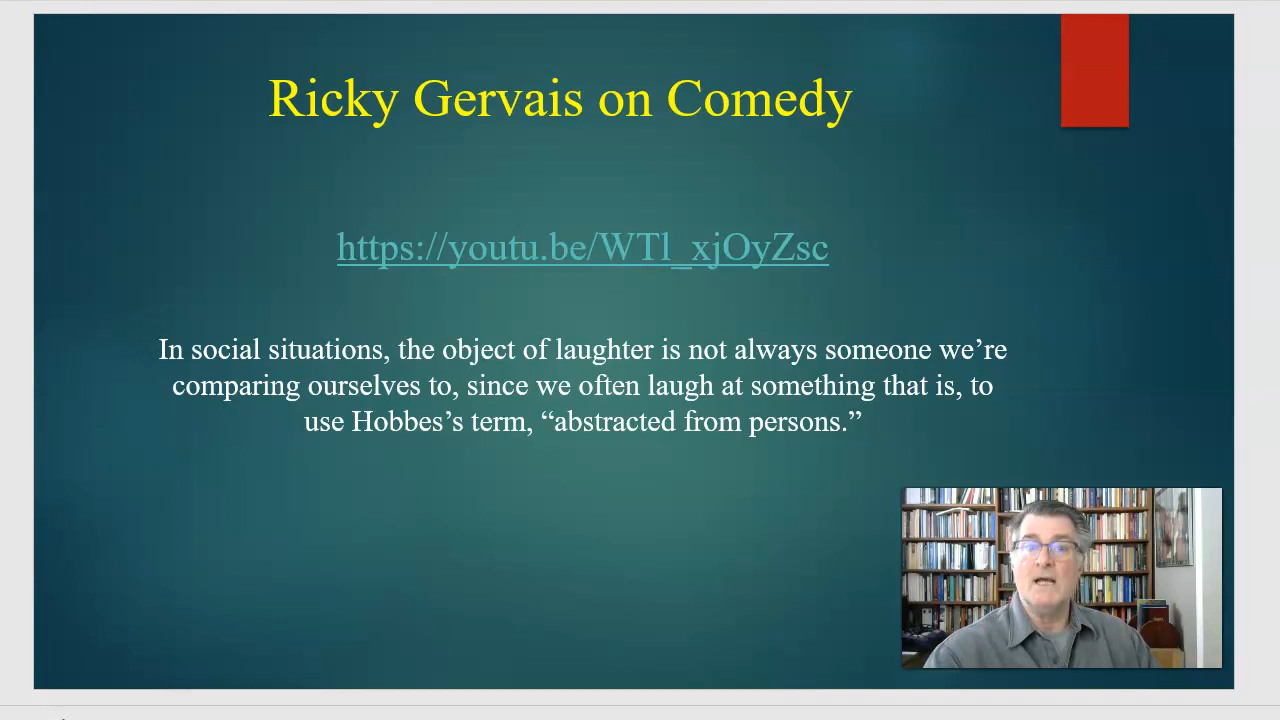 Ricky Gervais on Comedy
https://youtu.be/WTl_xjOyZsc
In social situations, the object of laughter is not always someone we’re
comparing ourselves to, since we often laugh at something that is, to
use Hobbes’s term, “abstracted from persons.”